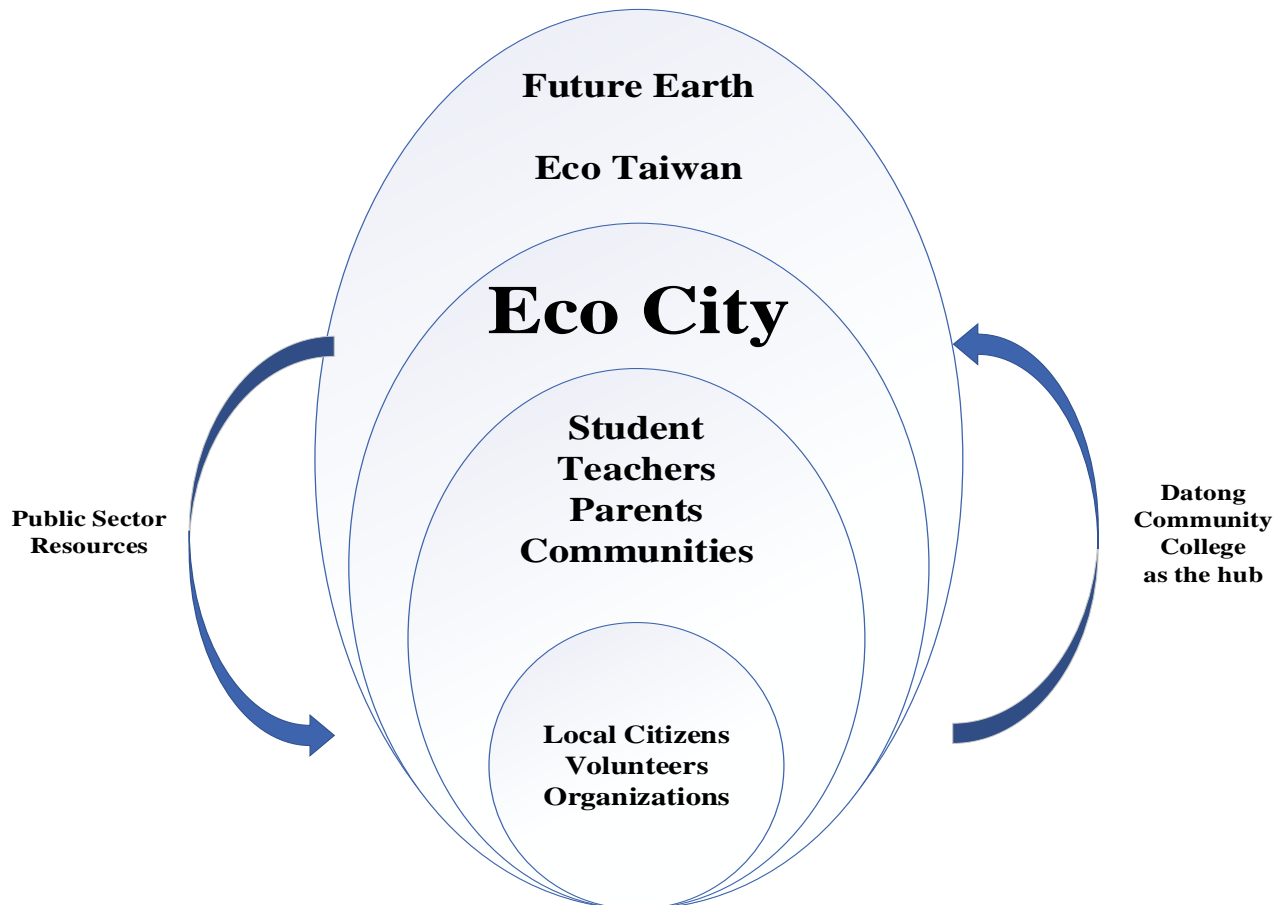 Future Earth
Eco Taiwan
Eco City
Student
Teachers
Parents
Communities
Public Sector
Resources
Datong
Community
College
as the hub
Local Citizens
Volunteers
Organizations